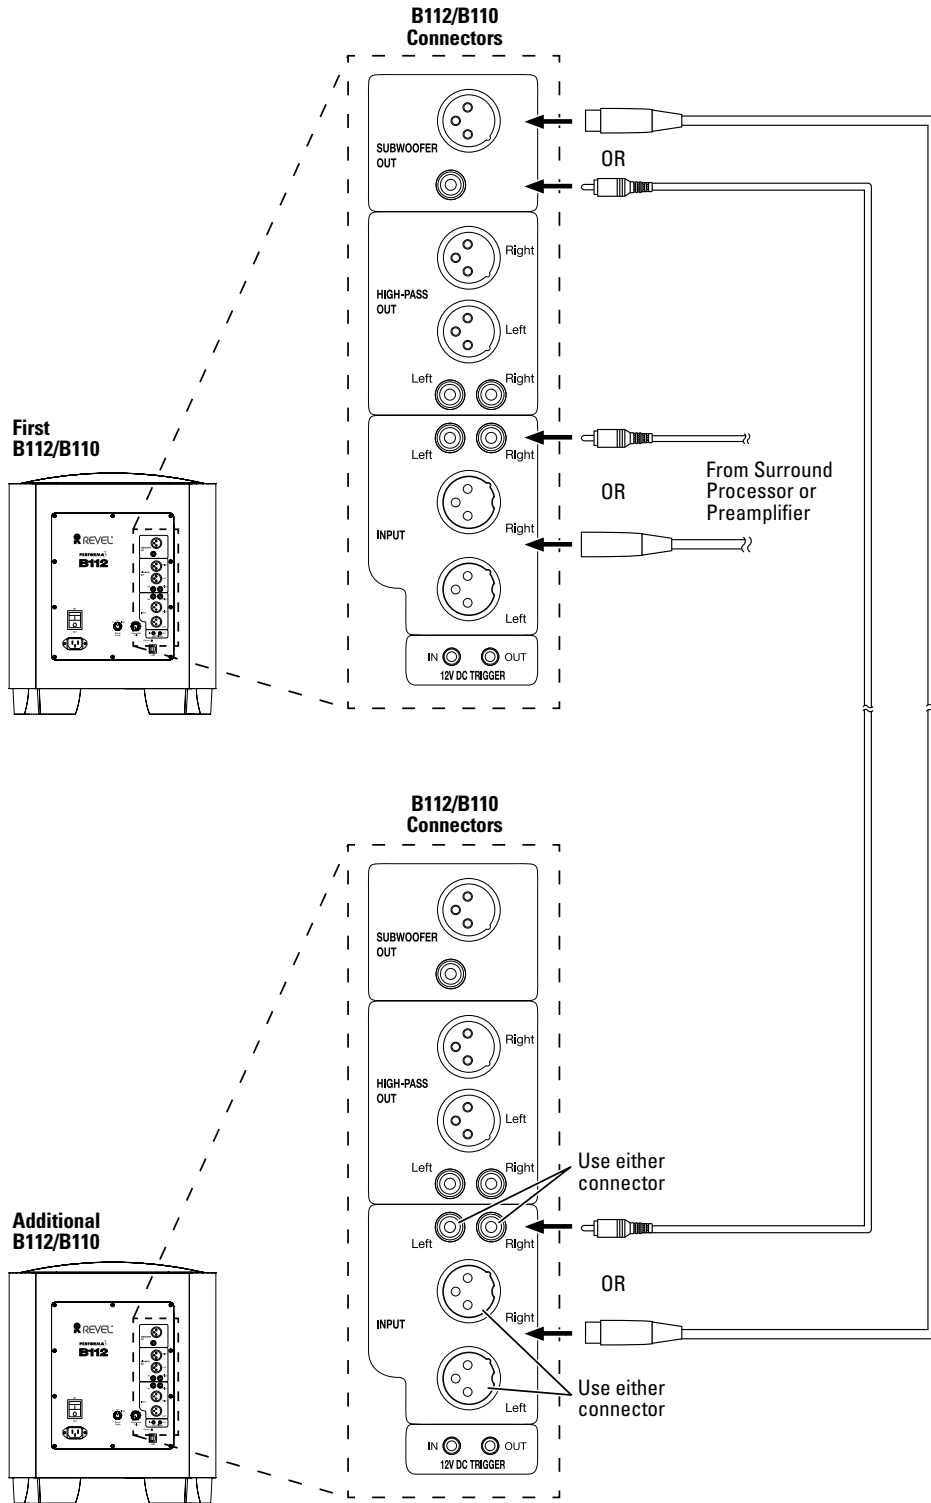 B112/B110
Connectors
SUBWOOFER
OUT
OR
Right
HIGH-PASS
OUT
Left
Left
Right
First
B112/B110
Left
Right
From Surround
Processor or
Preamplifier
OR
INPUT
Right
Left
REVEL
PERFORMA
B112
IN
OUT
12V DC TRIGGER
B112/B110
Connectors
SUBWOOFER
OUT
Right
HIGH-PASS
OUT
Left
Left
Right
Use either
connector
Additional
B112/B110
Left
Right
OR
INPUT
Right
Use either
connector
Left
REVEL
PERFORMA
B112
IN
OUT
12V DC TRIGGER